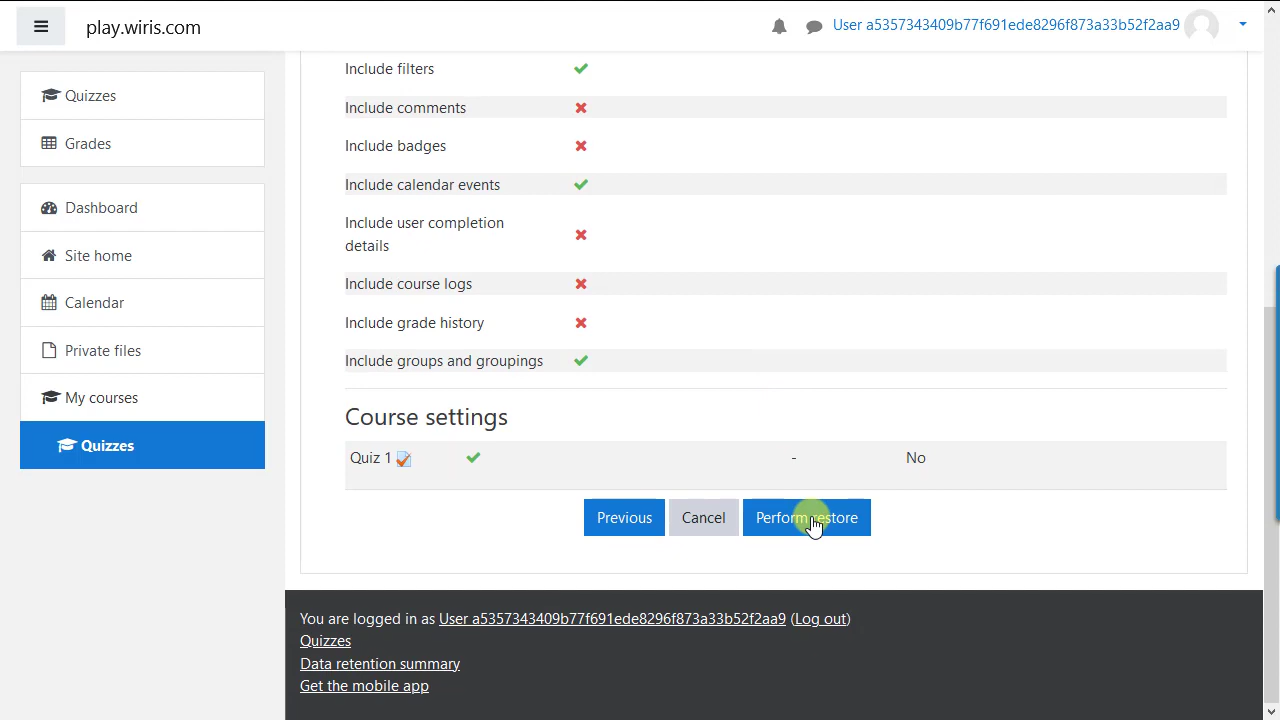 play.wiris.com
User a5357343409b77f691ede8296f873a33b52f2aa9
Quizzes
Grades
Dashboard
Site home
Calendar
Private files
My courses
Quizzes
Include filters
Include comments
Include badges
Include calendar events
Include user completion
details
Include course logs
Include grade history
Include groups and groupings
Course settings
Quiz 1 - No
Previous Cancel Perform restore
You are logged in as User a5357343409b77f691ede8296f873a33b52f2aa9 (Log out)
Quizzes
Data retention summary
Get the mobile app